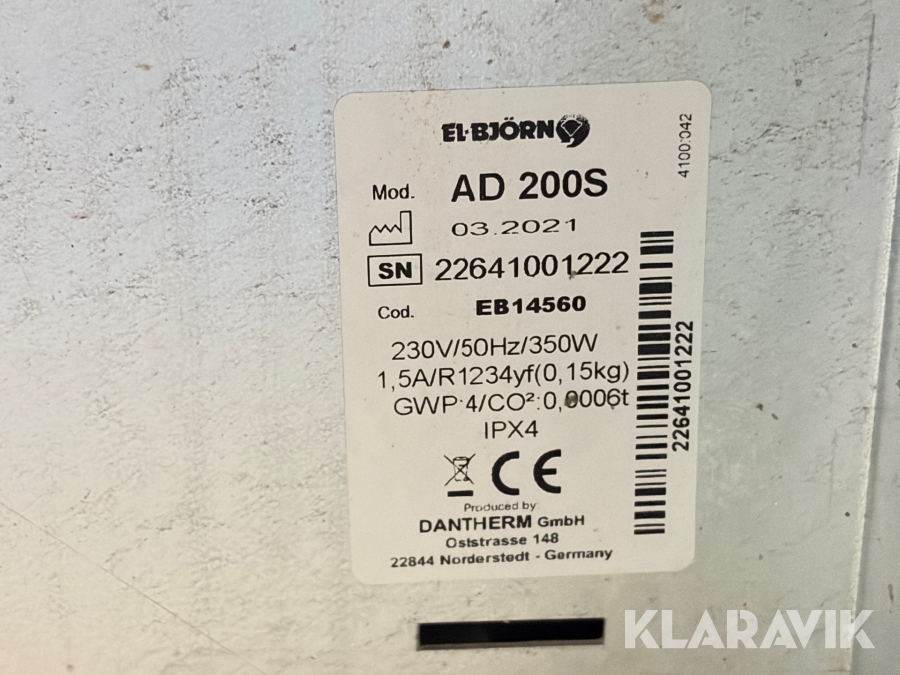 EL·BJÖRN
41001042
Mod. AD 200S
03.2021
SN 22641001222
Cod. EB14560
230V/50Hz/350W
1,5A/R1234yf(0,15kg)
GWP:4/CO²:0,0006t
IPX4
CE
22641001222
Produced by:
DANTHERM GmbH
Oststrasse 148
22844 Norderstedt - Germany
KLARAVIK